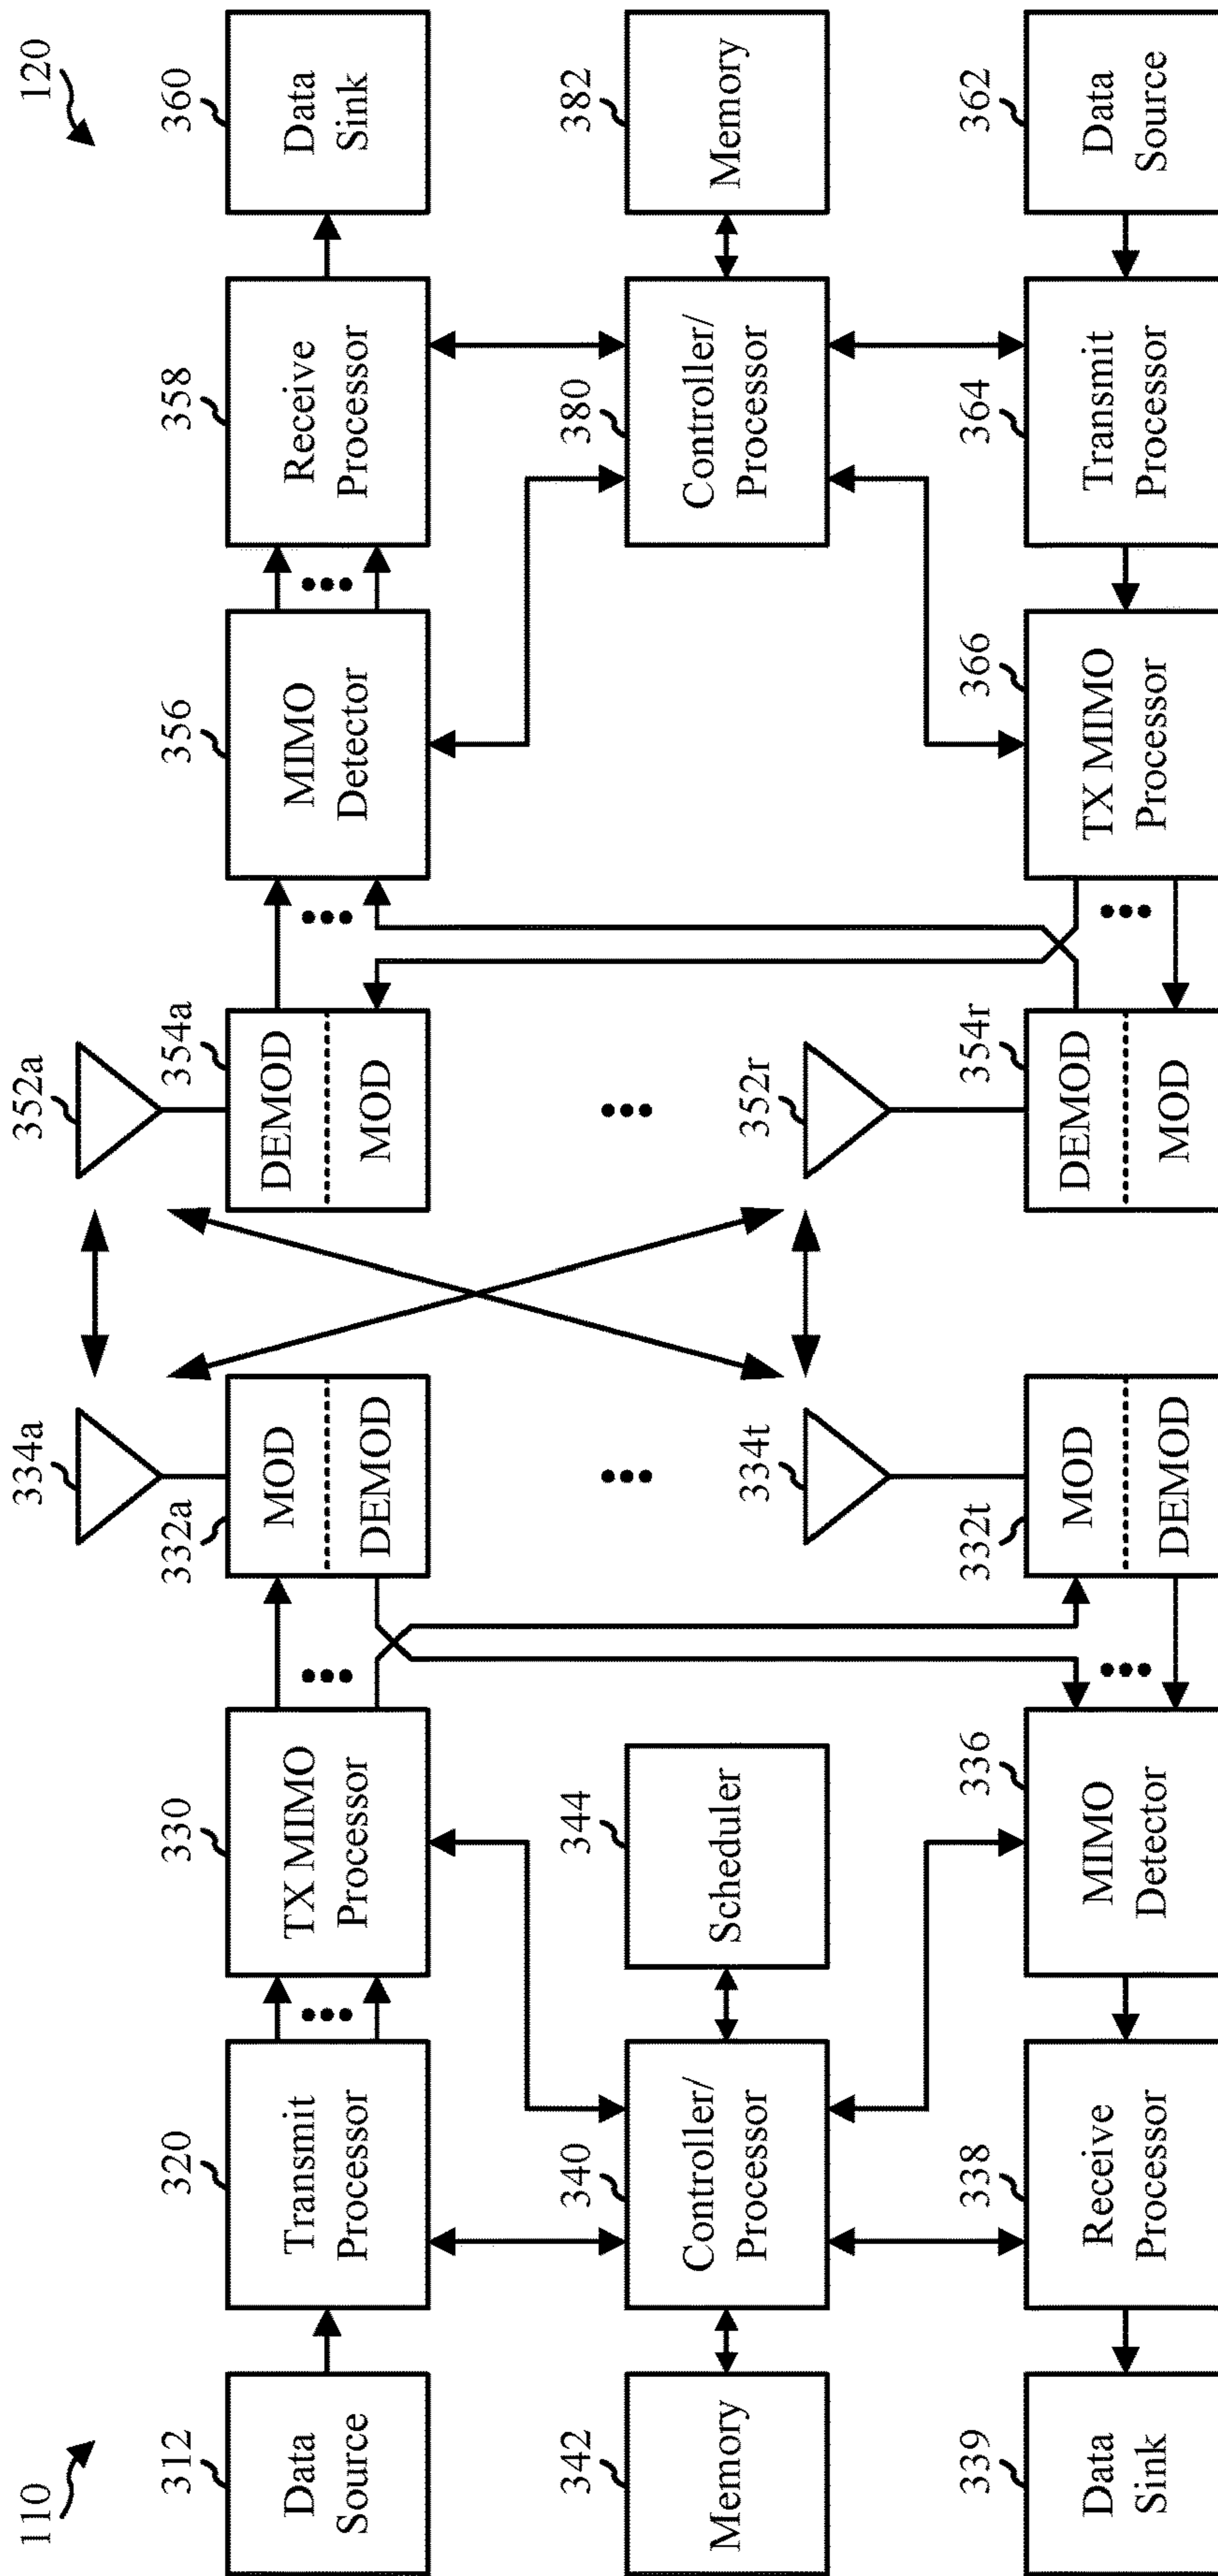 110
120
334a
352a
312
320
330
332a
354a
356
358
360
Data
Source
Transmit
Processor
TX MIMO
Processor
MOD
DEMOD
DEMOD
MOD
MIMO
Detector
Receive
Processor
Data
Sink
342
340
344
380
382
Memory
Controller/
Processor
Scheduler
Controller/
Processor
Memory
334t
352r
339
338
336
332t
354r
366
364
362
Data
Sink
Receive
Processor
MIMO
Detector
MOD
DEMOD
DEMOD
MOD
TX MIMO
Processor
Transmit
Processor
Data
Source